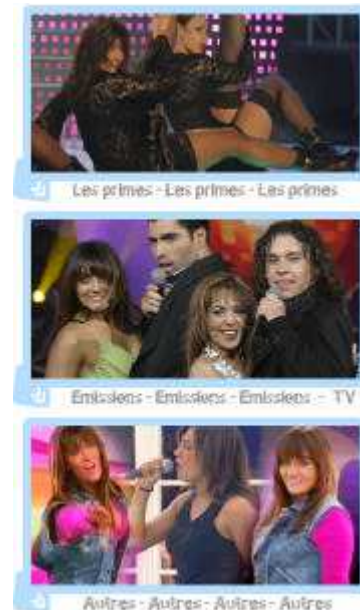 Les primes - Les primes - Les primes
Emissions - Emissions - Emissions - TV
Autres - Autres - Autres - Autres